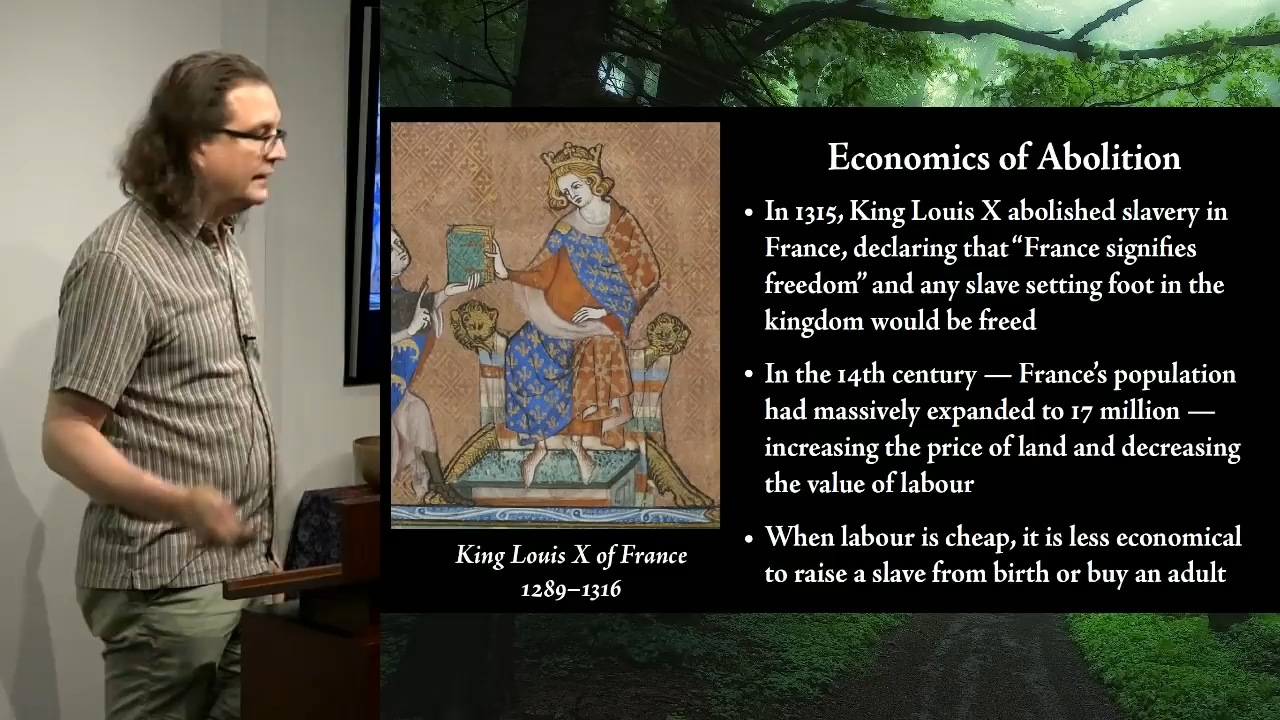 Economics of Abolition
• In 1315, King Louis X abolished slavery in
France, declaring that “France signifies
freedom” and any slave setting foot in the
kingdom would be freed
• In the 14th century — France’s population
had massively expanded to 17 million —
increasing the price of land and decreasing
the value of labour
• When labour is cheap, it is less economical
to raise a slave from birth or buy an adult
King Louis X of France
1289–1316